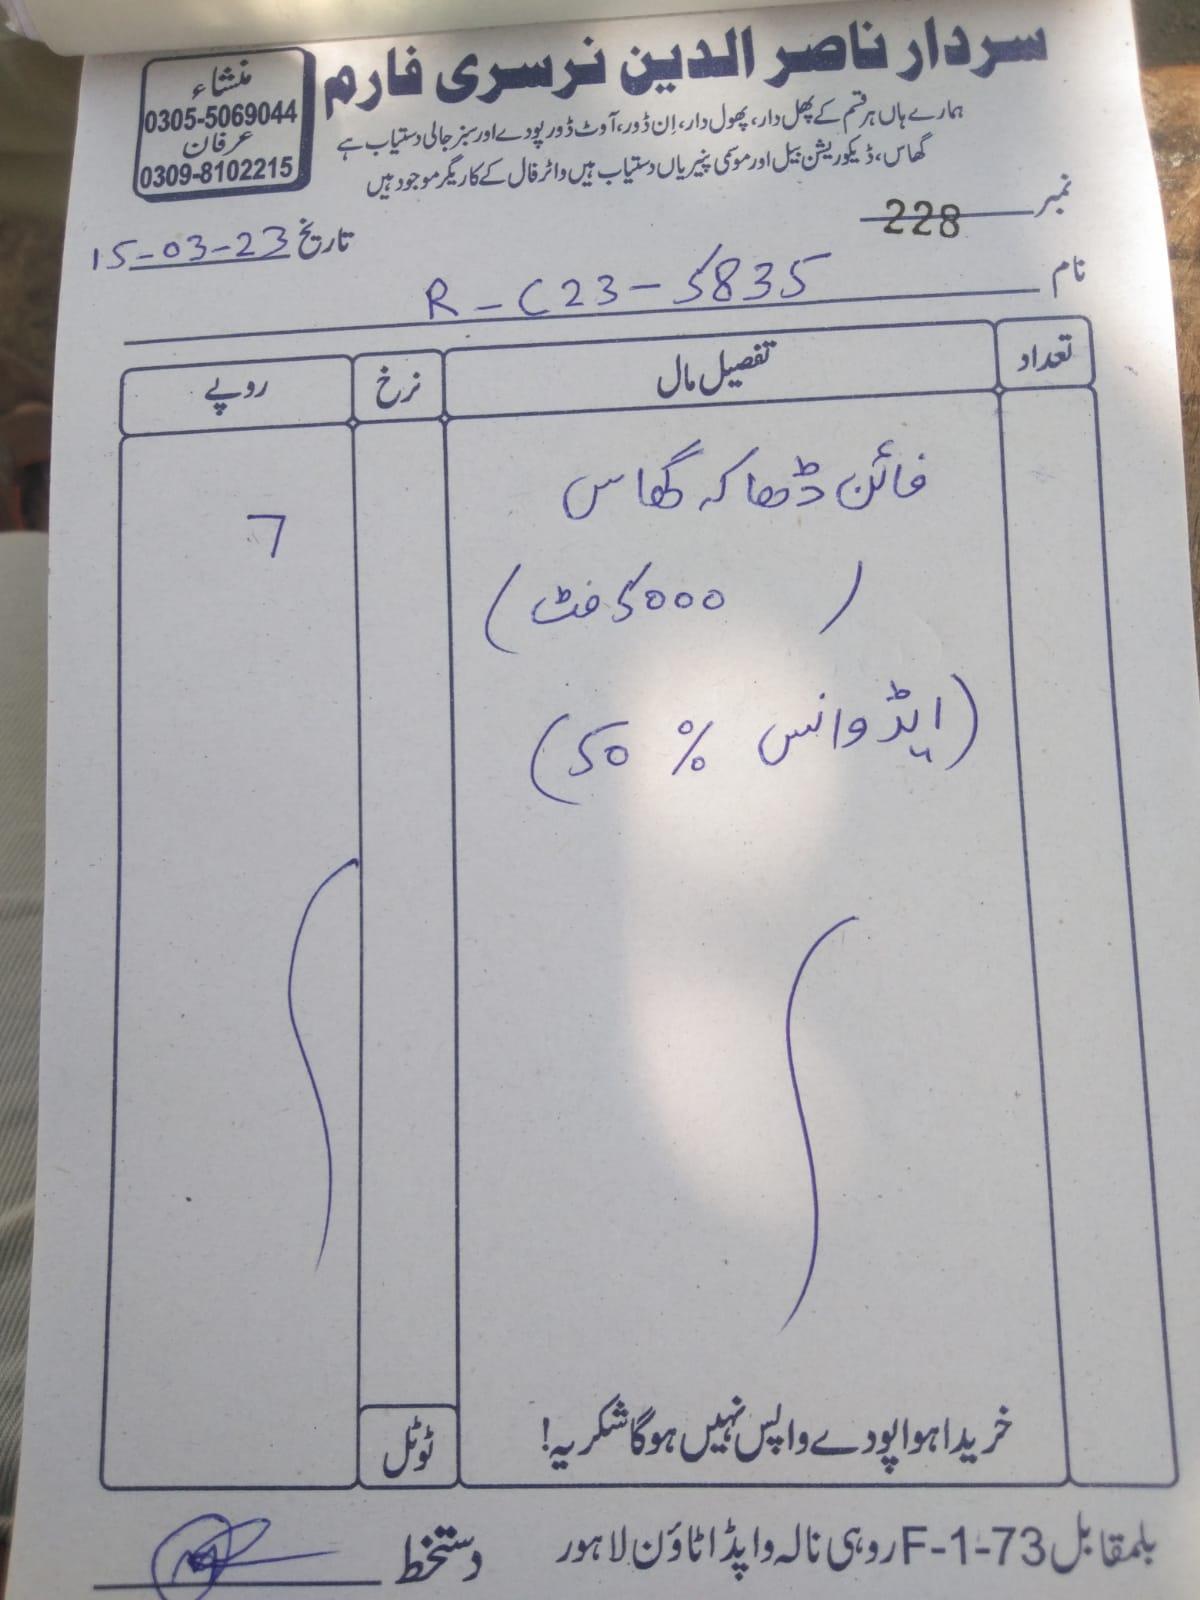 سردار ناصر الدین نرسری فارم
منشاء
0305-5069044
عرفان
0309-8102215
ہمارے ہاں ہر قسم کے پھل دار، پھول دار، اِن ڈور، آوٹ ڈور پودے اور سبز جالی دستیاب ہے
گھاس، ڈیکوریشن بیل اور موسمی پنیریاں دستیاب ہیں واٹر فال کے کاریگر موجود ہیں
نمبر 228
تاریخ 15-03-23
نام R-C23-5835
تعداد تفصیل مال نرخ روپے
فائن ڈھاکہ گھاس 7
(5000 فٹ)
(ایڈوانس % 50)
خریدا ہوا پودے واپس نہیں ہوگا شکریہ!
ٹوٹل
بلمقابل F-1-73 روہی نالہ واپڈا ٹاؤن لاہور
دستخط